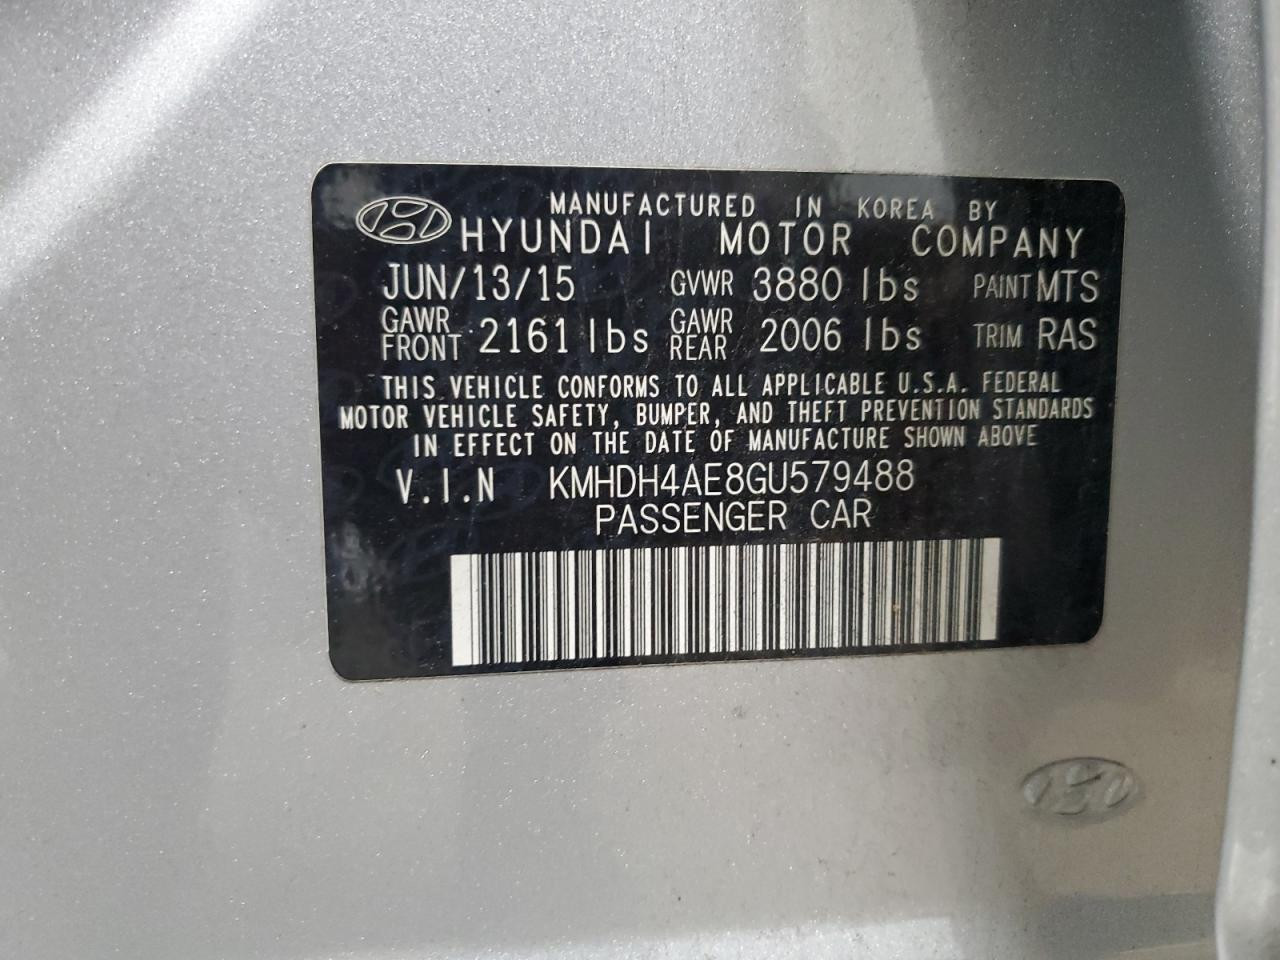 MANUFACTURED IN KOREA BY
HYUNDAI MOTOR COMPANY
JUN/13/15 GVWR 3880 lbs PAINT MTS
GAWR FRONT 2161 lbs GAWR REAR 2006 lbs TRIM RAS
THIS VEHICLE CONFORMS TO ALL APPLICABLE U.S.A. FEDERAL
MOTOR VEHICLE SAFETY, BUMPER, AND THEFT PREVENTION STANDARDS
IN EFFECT ON THE DATE OF MANUFACTURE SHOWN ABOVE
V.I.N KMHDH4AE8GU579488
PASSENGER CAR